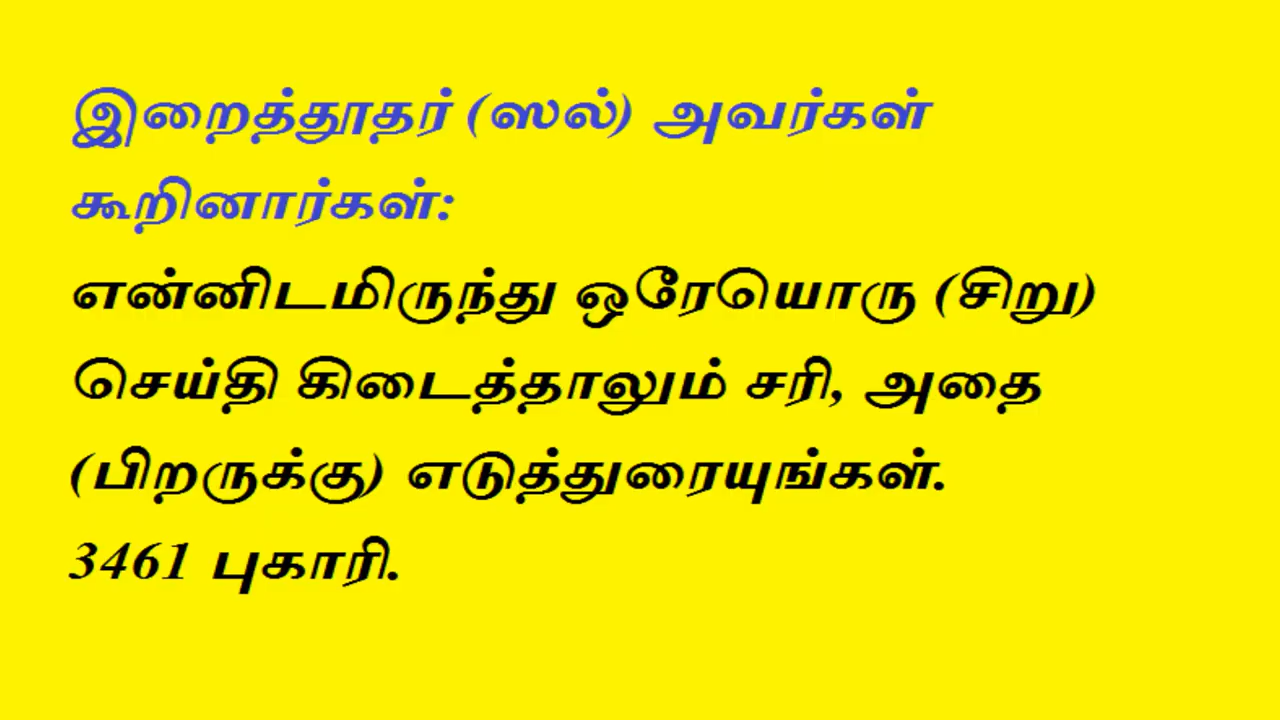 இறைத்தூதர் (ஸல்) அவர்கள்
கூறினார்கள்:
என்னிடமிருந்து ஒரேயொரு (சிறு)
செய்தி கிடைத்தாலும் சரி, அதை
(பிறருக்கு) எடுத்துரையுங்கள்.
3461 புகாரி.